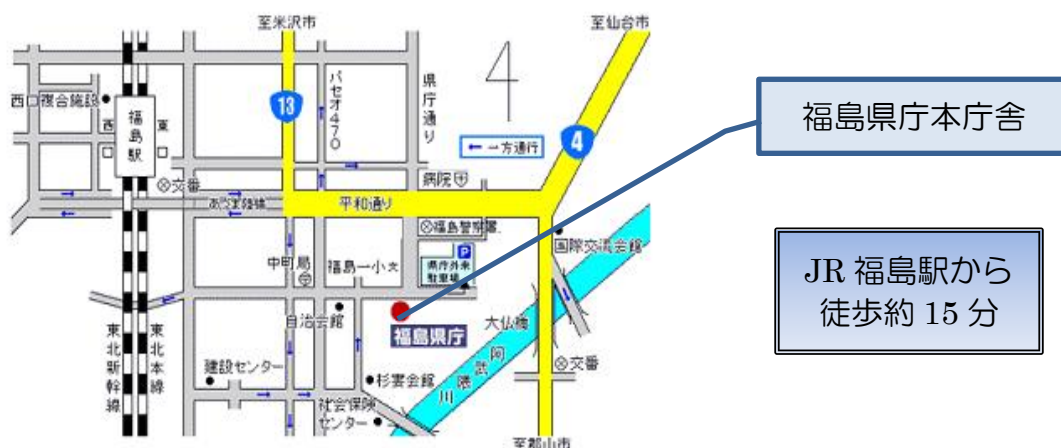 至米沢市
至仙台市
13
パセオ470
県庁通り
4
西口複合施設
西
福島駅
東
交番
一方通行
病院
平和通り
福島警察署
国際交流会館
中町局
福島一小
文
県庁外来
駐車場
P
自治会館
福島県庁
大仏橋
阿武隈川
東北新幹線
東北本線
建設センター
杉妻会館
交番
社会保険
センター
至郡山市
福島県庁本庁舎
JR 福島駅から
徒歩約 15 分